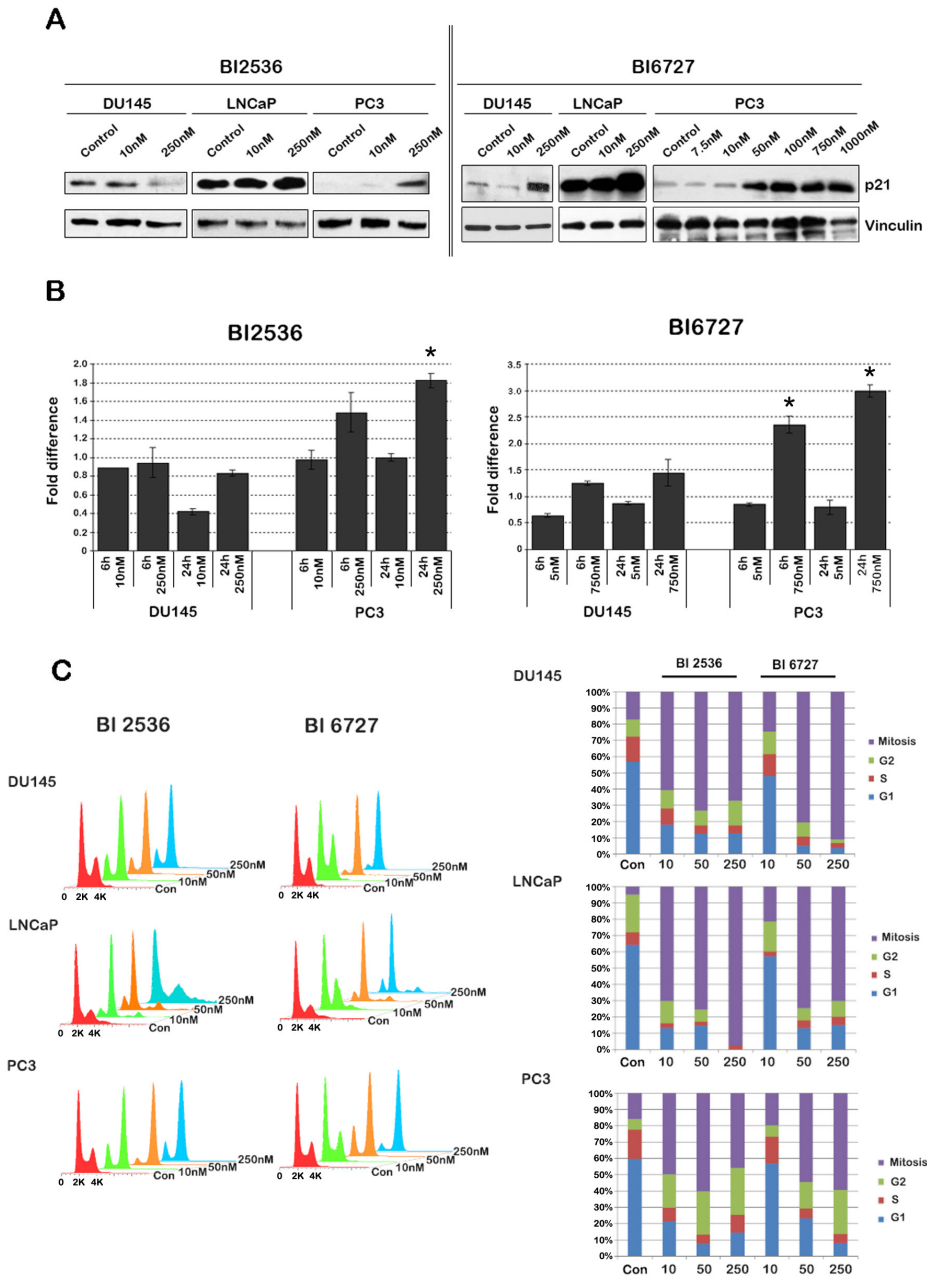 A
BI2536
BI6727
DU145 LNCaP PC3
DU145 LNCaP PC3
Control 10nM 250nM Control 10nM 250nM Control 10nM 250nM
Control 10nM 250nM Control 10nM 250nM Control 7.5nM 10nM 50nM 100nM 750nM 1000nM
p21
Vinculin
B
BI2536
Fold difference
2.0
1.8
1.6
1.4
1.2
1.0
0.8
0.6
0.4
0.2
0
*
6h 10nM
6h 250nM
24h 10nM
24h 250nM
6h 10nM
6h 250nM
24h 10nM
24h 250nM
DU145 PC3
BI6727
Fold difference
3.5
3.0
2.5
2.0
1.5
1.0
0.5
0
* *
6h 5nM
6h 750nM
24h 5nM
24h 750nM
6h 5nM
6h 750nM
24h 5nM
24h 750nM
DU145 PC3
C
BI 2536 BI 6727
DU145
250nM
50nM
10nM
Con
0 2K 4K
250nM
50nM
10nM
Con
0 2K 4K
LNCaP
250nM
50nM
10nM
Con
0 2K 4K
250nM
50nM
10nM
Con
0 2K 4K
PC3
250nM
50nM
10nM
Con
0 2K 4K
250nM
50nM
10nM
Con
0 2K 4K
DU145
BI 2536 BI 6727
100%
90%
80%
70%
60%
50%
40%
30%
20%
10%
0%
Con 10 50 250 10 50 250
Mitosis
G2
S
G1
LNCaP
100%
90%
80%
70%
60%
50%
40%
30%
20%
10%
0%
Con 10 50 250 10 50 250
Mitosis
G2
S
G1
PC3
100%
90%
80%
70%
60%
50%
40%
30%
20%
10%
0%
Con 10 50 250 10 50 250
Mitosis
G2
S
G1